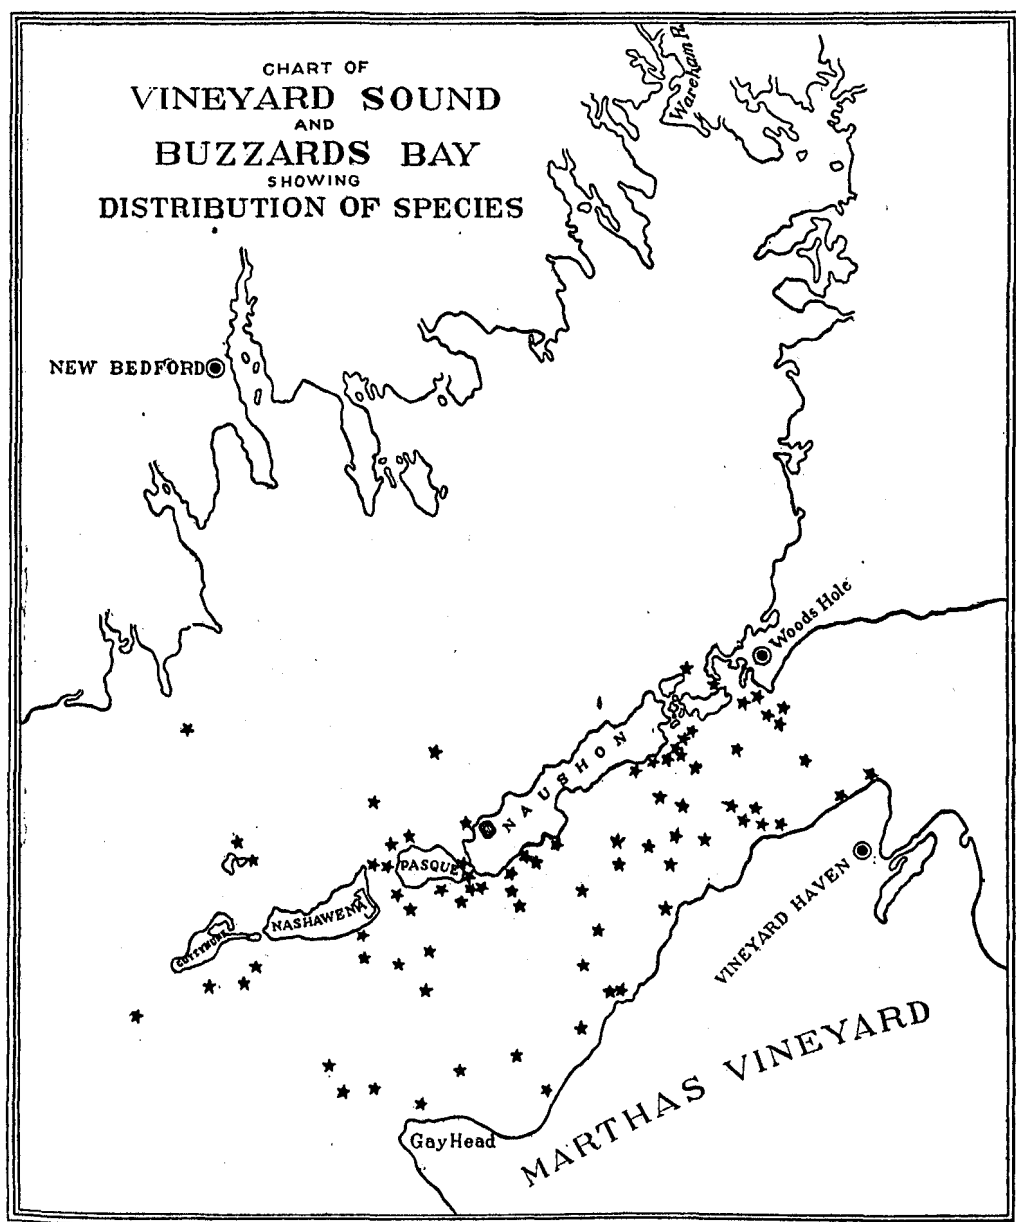 CHART OF
VINEYARD SOUND
AND
BUZZARDS BAY
SHOWING
DISTRIBUTION OF SPECIES
Wareham R.
NEW BEDFORD
Woods Hole
NAUSHON
PASQUE
NASHAWENA
CUTTYHUNK
VINEYARD HAVEN
MARTHAS VINEYARD
Gay Head